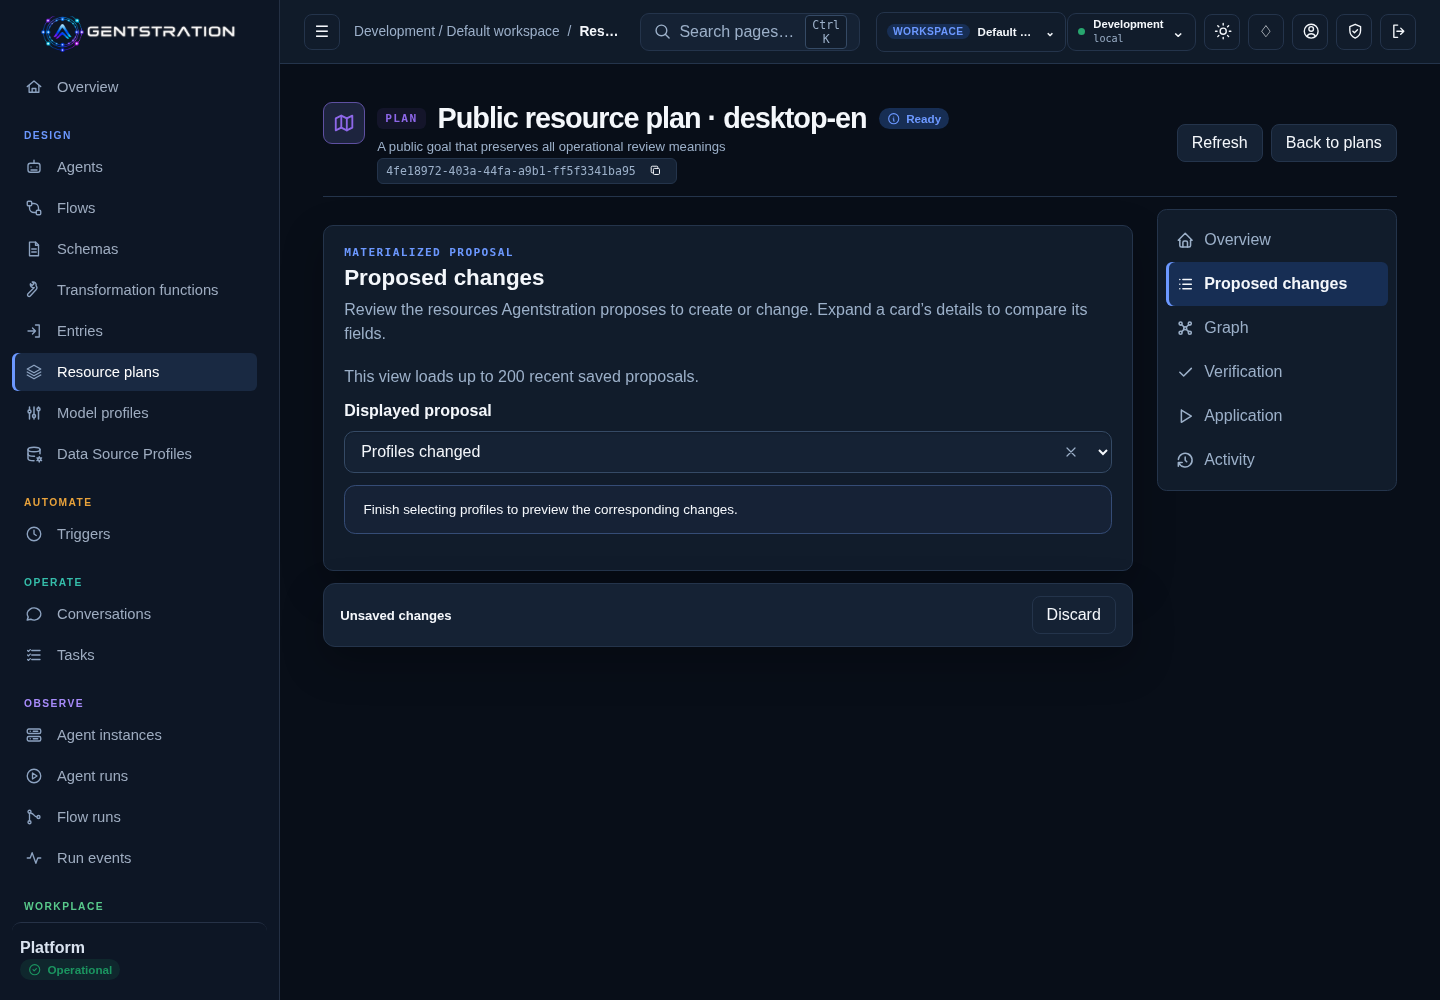 GENTSTRATION
Overview
DESIGN
Agents
Flows
Schemas
Transformation functions
Entries
Resource plans
Model profiles
Data Source Profiles
AUTOMATE
Triggers
OPERATE
Conversations
Tasks
OBSERVE
Agent instances
Agent runs
Flow runs
Run events
WORKPLACE
Platform
Operational
Development / Default workspace / Res…
Search pages…
Ctrl K
WORKSPACE Default …
Development
local
PLAN Public resource plan · desktop-en Ready
A public goal that preserves all operational review meanings
4fe18972-403a-44fa-a9b1-ff5f3341ba95
Refresh
Back to plans
MATERIALIZED PROPOSAL
Proposed changes
Review the resources Agentstration proposes to create or change. Expand a card’s details to compare its
fields.
This view loads up to 200 recent saved proposals.
Displayed proposal
Profiles changed
Finish selecting profiles to preview the corresponding changes.
Unsaved changes
Discard
Overview
Proposed changes
Graph
Verification
Application
Activity